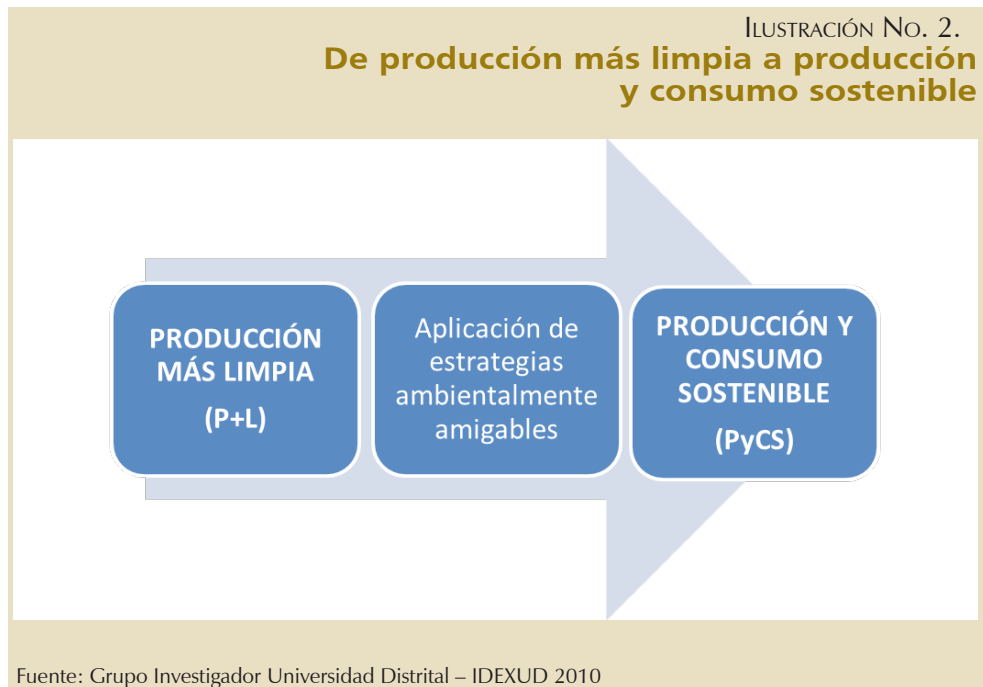 Ilustración No. 2.
De producción más limpia a producción
y consumo sostenible
PRODUCCIÓN
MÁS LIMPIA
(P+L)
Aplicación de
estrategias
ambientalmente
amigables
PRODUCCIÓN Y
CONSUMO
SOSTENIBLE
(PyCS)
Fuente: Grupo Investigador Universidad Distrital – IDEXUD 2010